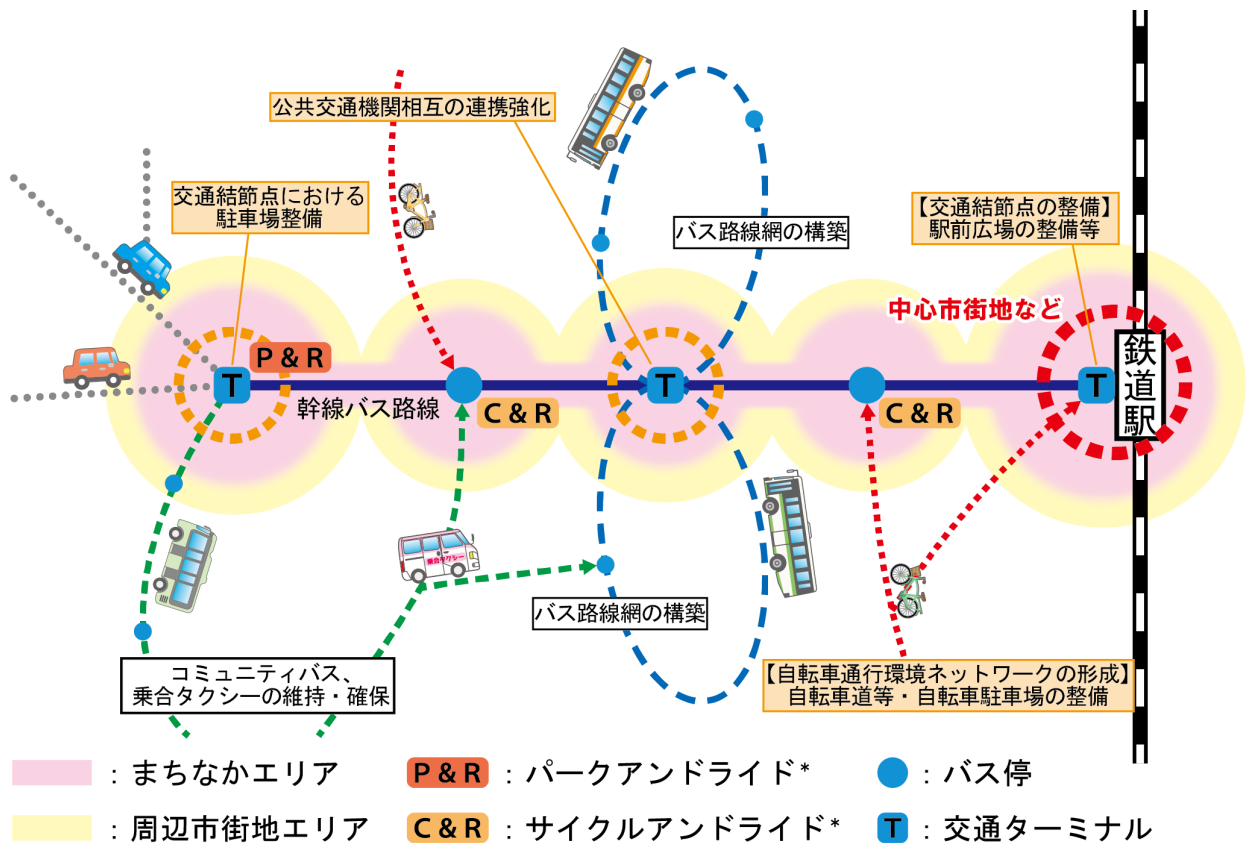 公共交通機関相互の連携強化
交通結節点における
駐車場整備
バス路線網の構築
【交通結節点の整備】
駅前広場の整備等
中心市街地など
P & R
T
T
T
鉄道駅
幹線バス路線
C & R
C & R
乗合タクシー
バス路線網の構築
コミュニティバス、
乗合タクシーの維持・確保
【自転車通行環境ネットワークの形成】
自転車道等・自転車駐車場の整備
：まちなかエリア
P & R：パークアンドライド*
：バス停
：周辺市街地エリア
C & R：サイクルアンドライド*
T：交通ターミナル